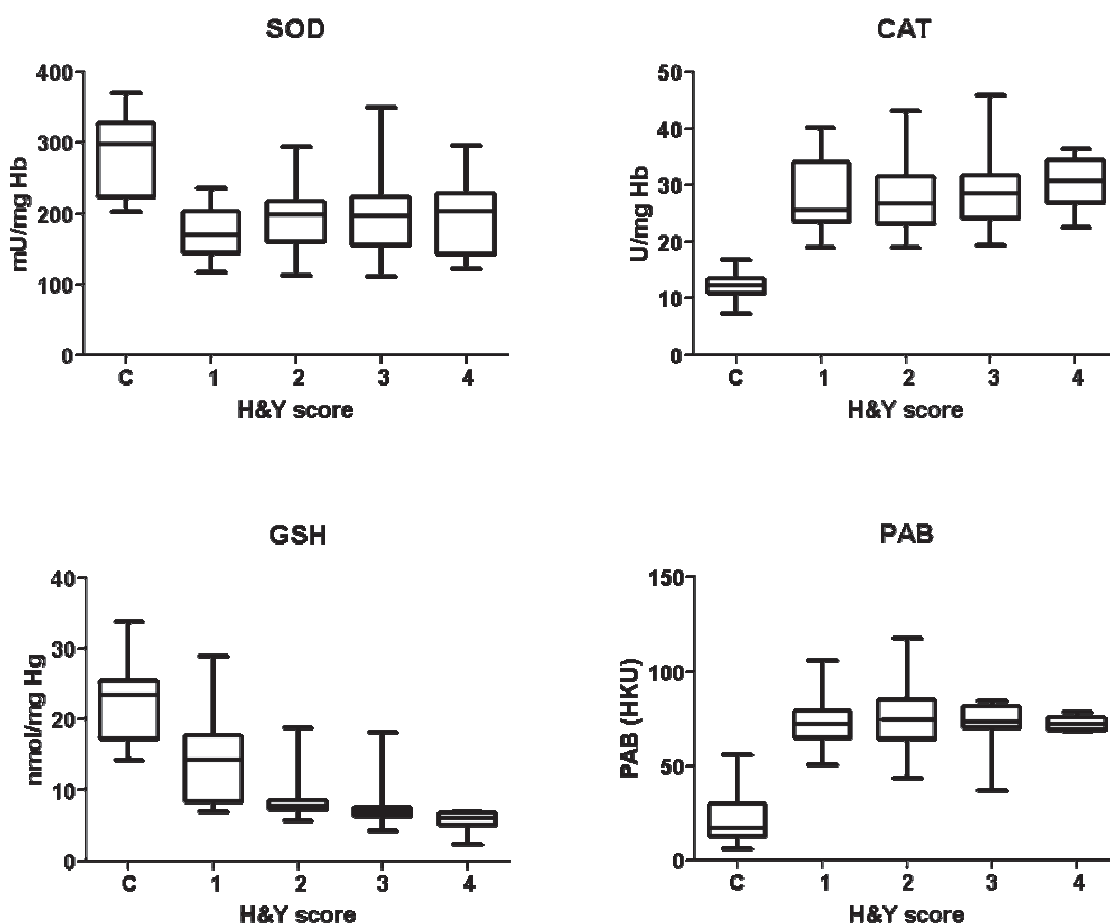 SOD
400
300
200
100
0
mU/mg Hb
C 1 2 3 4
H&Y score
CAT
50
40
30
20
10
0
U/mg Hb
C 1 2 3 4
H&Y score
GSH
40
30
20
10
0
nmol/mg Hg
C 1 2 3 4
H&Y score
PAB
150
100
50
0
PAB (HKU)
C 1 2 3 4
H&Y score